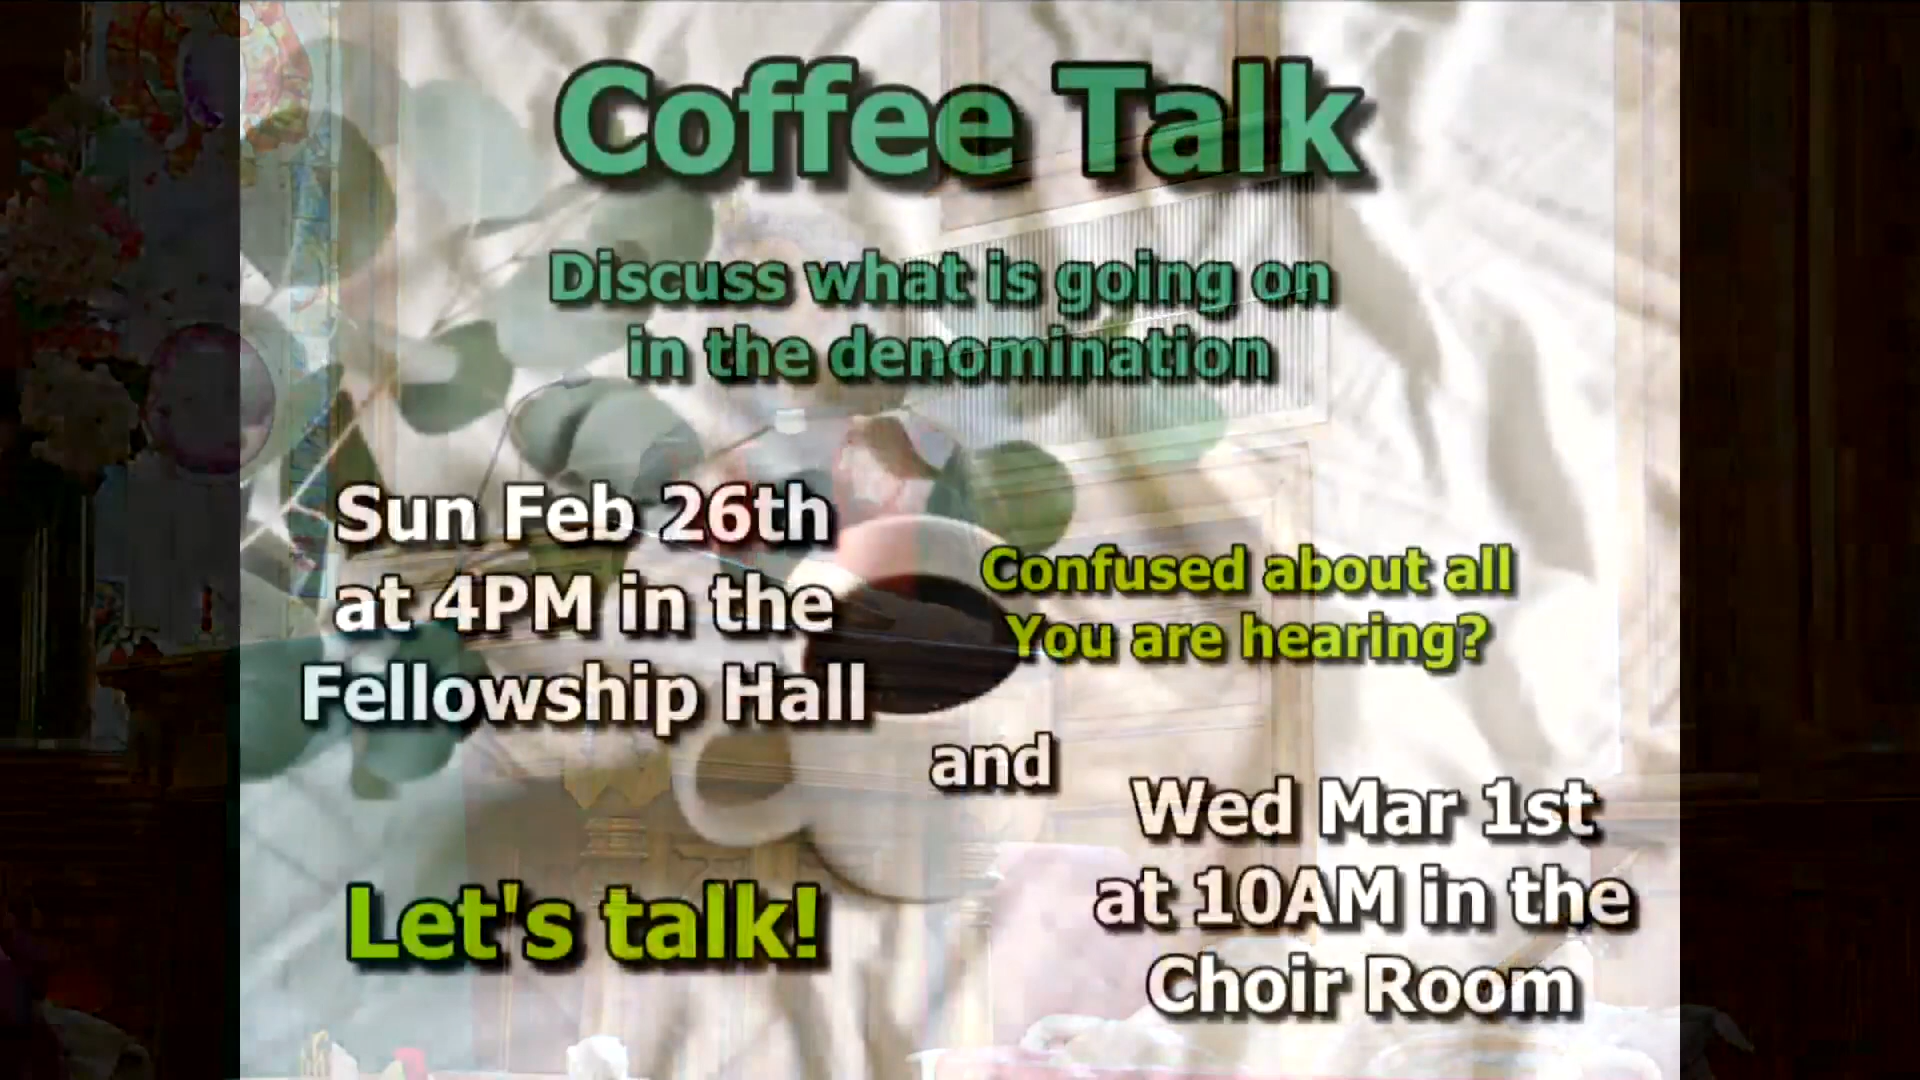 Coffee Talk
Discuss what is going on
in the denomination
Sun Feb 26th
at 4PM in the
Fellowship Hall
Confused about all
You are hearing?
and
Wed Mar 1st
at 10AM in the
Choir Room
Let's talk!